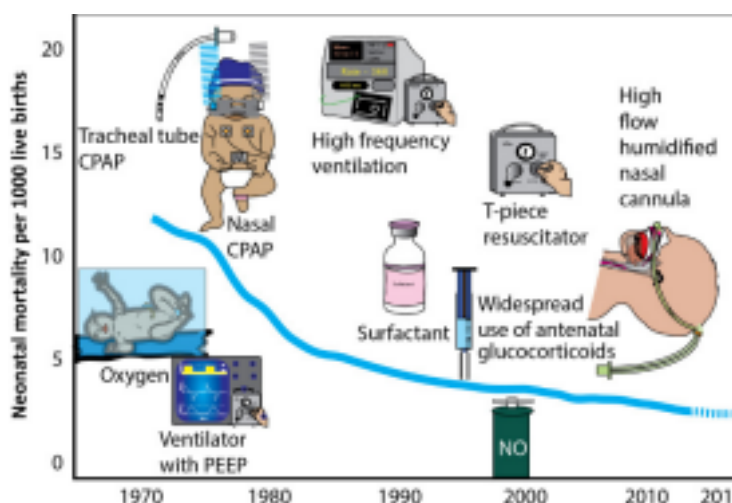 Neonatal mortality per 1000 live births
20
15
10
5
0
Tracheal tube
CPAP
Nasal
CPAP
High frequency
ventilation
T-piece
resuscitator
High
flow
humidified
nasal
cannula
Surfactant
Widespread
use of antenatal
glucocorticoids
Oxygen
Ventilator
with PEEP
NO
1970
1980
1990
2000
2010
201